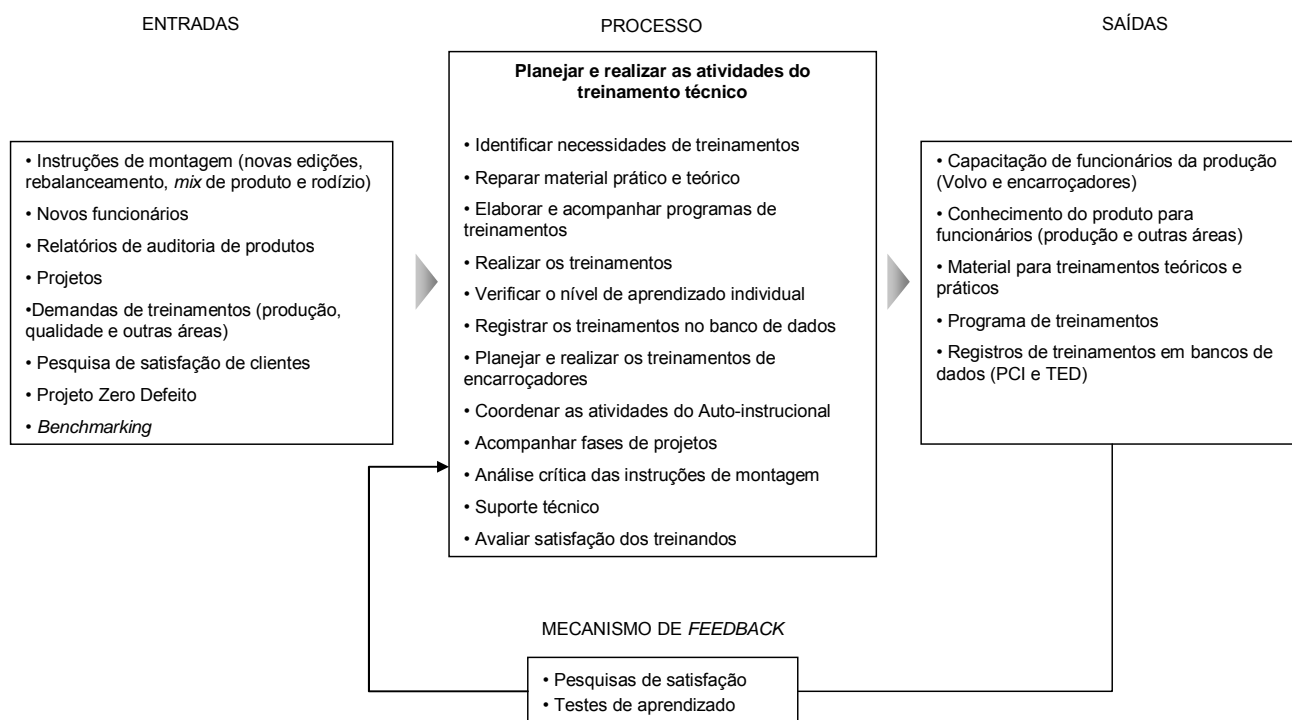 ENTRADAS
PROCESSO
SAÍDAS
• Instruções de montagem (novas edições,
rebalanceamento, mix de produto e rodízio)
• Novos funcionários
• Relatórios de auditoria de produtos
• Projetos
•Demandas de treinamentos (produção,
qualidade e outras áreas)
• Pesquisa de satisfação de clientes
• Projeto Zero Defeito
• Benchmarking
Planejar e realizar as atividades do
treinamento técnico
• Identificar necessidades de treinamentos
• Reparar material prático e teórico
• Elaborar e acompanhar programas de
treinamentos
• Realizar os treinamentos
• Verificar o nível de aprendizado individual
• Registrar os treinamentos no banco de dados
• Planejar e realizar os treinamentos de
encarroçadores
• Coordenar as atividades do Auto-instrucional
• Acompanhar fases de projetos
• Análise crítica das instruções de montagem
• Suporte técnico
• Avaliar satisfação dos treinandos
• Capacitação de funcionários da produção
(Volvo e encarroçadores)
• Conhecimento do produto para
funcionários (produção e outras áreas)
• Material para treinamentos teóricos e
práticos
• Programa de treinamentos
• Registros de treinamentos em bancos de
dados (PCI e TED)
MECANISMO DE FEEDBACK
• Pesquisas de satisfação
• Testes de aprendizado